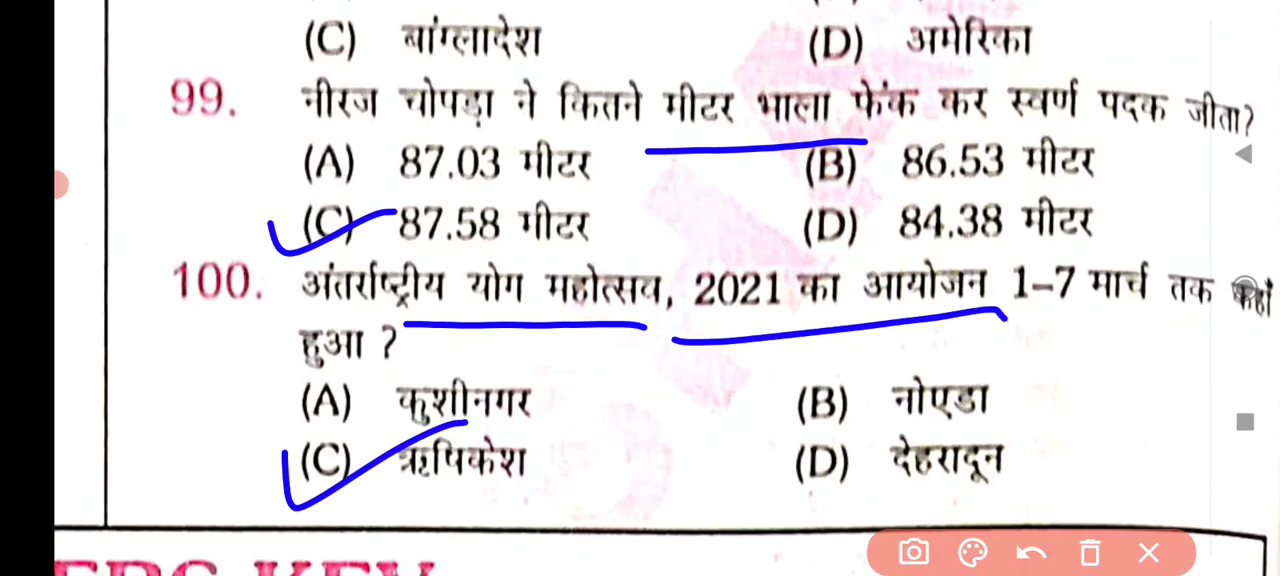 (C) बांग्लादेश (D) अमेरिका
99. नीरज चोपड़ा ने कितने मीटर भाला फेंक कर स्वर्ण पदक जीता?
(A) 87.03 मीटर (B) 86.53 मीटर
(C) 87.58 मीटर (D) 84.38 मीटर
100. अंतर्राष्ट्रीय योग महोत्सव, 2021 का आयोजन 1–7 मार्च तक कहाँ
हुआ ?
(A) कुशीनगर (B) नोएडा
(C) ऋषिकेश (D) देहरादून